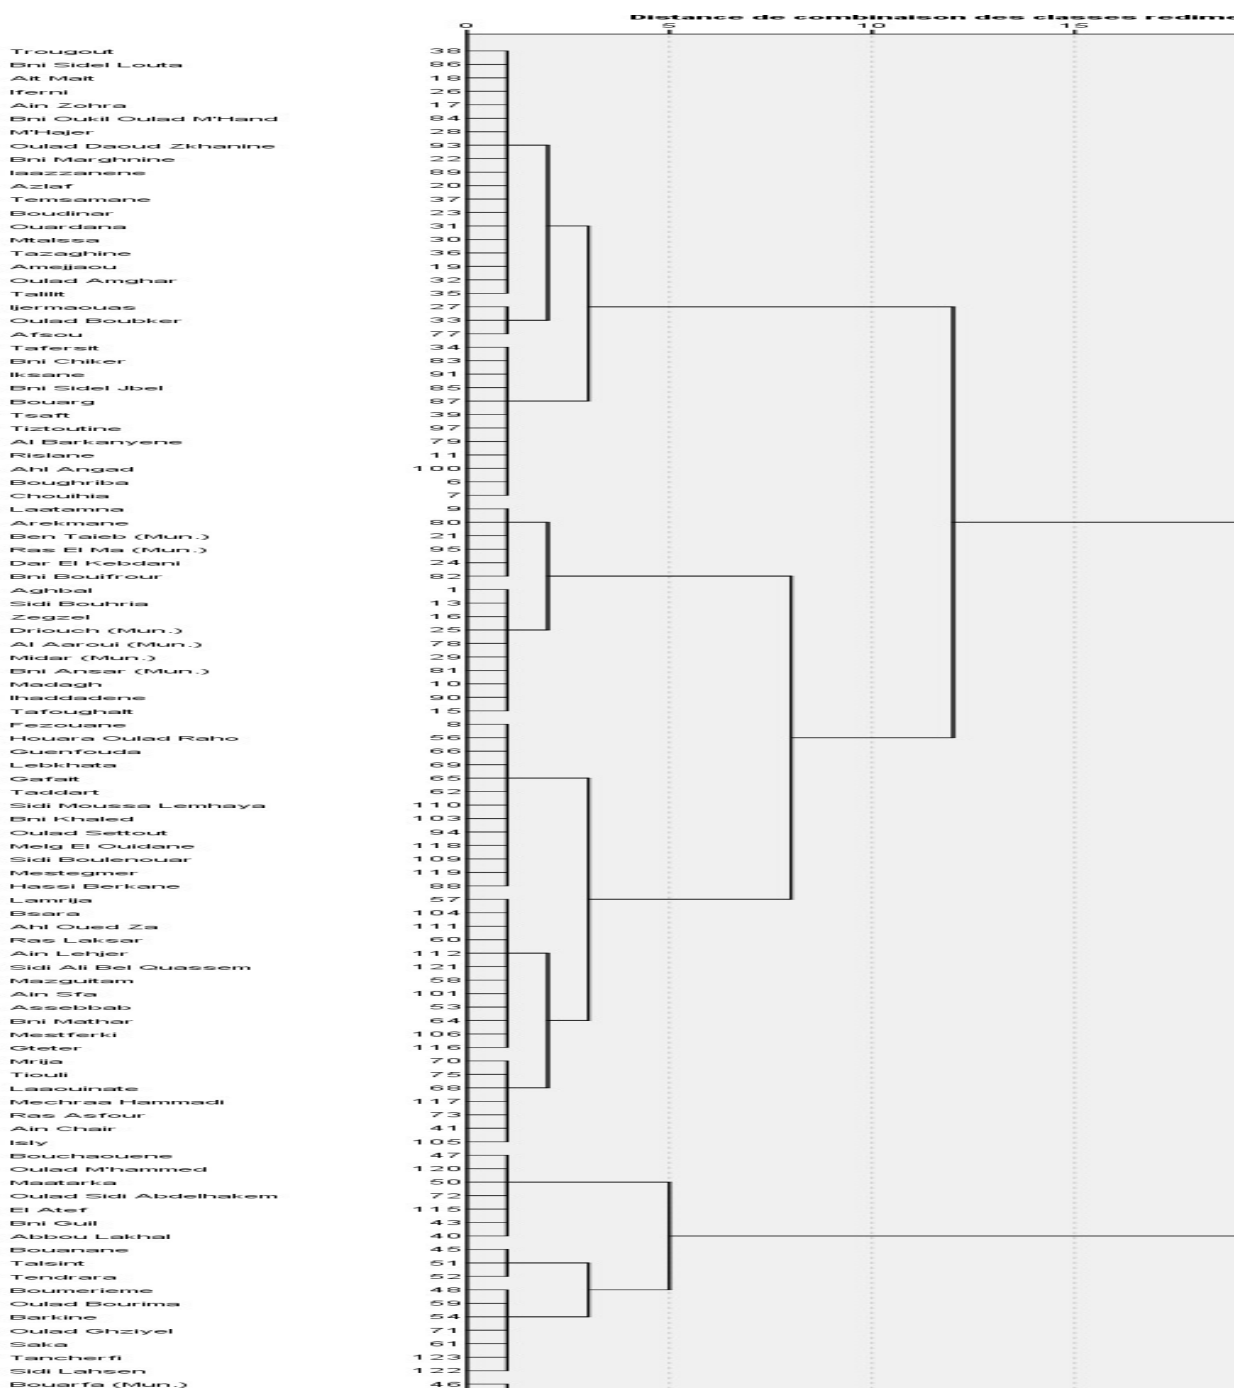 Distance de combinaison des classes redime
0 5 10 15
Trougout 38
Bni Sidel Louta 86
Ait Mait 18
Iferni 26
Ain Zohra 17
Bni Oukil Oulad M'Hand 84
M'Hajer 28
Oulad Daoud Zkhanine 93
Bni Marghnine 22
Iaazzanene 89
Azlaf 20
Temsamane 37
Boudinar 23
Ouardana 31
Mtalssa 30
Tazaghine 36
Amejjaou 19
Oulad Amghar 32
Talilit 35
Ijermaouas 27
Oulad Boubker 33
Afsou 77
Tafersit 34
Bni Chiker 83
Iksane 91
Bni Sidel Jbel 85
Bouarg 87
Tsaft 39
Tiztoutine 97
Al Barkanyene 79
Rislane 11
Ahl Angad 100
Boughriba 6
Chouihia 7
Laatamna 9
Arekmane 80
Ben Taieb (Mun.) 21
Ras El Ma (Mun.) 95
Dar El Kebdani 24
Bni Bouifrour 82
Aghbal 1
Sidi Bouhria 13
Zegzel 16
Driouch (Mun.) 25
Al Aaroui (Mun.) 78
Midar (Mun.) 29
Bni Ansar (Mun.) 81
Madagh 10
Ihaddadene 90
Tafoughalt 15
Fezouane 8
Houara Oulad Raho 56
Guenfouda 66
Lebkhata 69
Gafait 65
Taddart 62
Sidi Moussa Lemhaya 110
Bni Khaled 103
Oulad Settout 94
Melg El Ouidane 118
Sidi Boulenouar 109
Mestegmer 119
Hassi Berkane 88
Lamrija 57
Bsara 104
Ahl Oued Za 111
Ras Laksar 60
Ain Lehjer 112
Sidi Ali Bel Quassem 121
Mazguitam 58
Ain Sfa 101
Assebbab 53
Bni Mathar 64
Mestferki 106
Gteter 116
Mrija 70
Tiouli 75
Laaouinate 68
Mechraa Hammadi 117
Ras Asfour 73
Ain Chair 41
Isly 105
Bouchaouene 47
Oulad M'hammed 120
Maatarka 50
Oulad Sidi Abdelhakem 72
El Atef 115
Bni Guil 43
Abbou Lakhal 40
Bouanane 45
Talsint 51
Tendrara 52
Boumerieme 48
Oulad Bourima 59
Barkine 54
Oulad Ghziyel 71
Saka 61
Tancherfi 123
Sidi Lahsen 122
Bouarfa (Mun.) 46